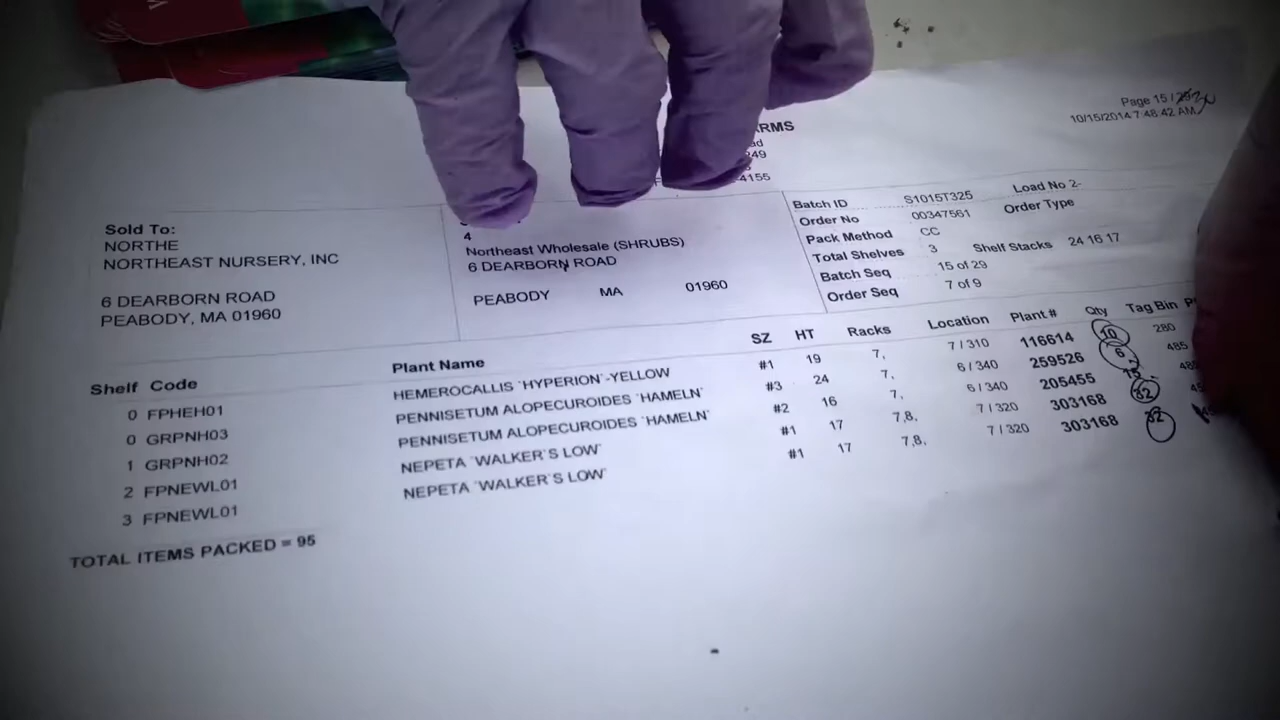 Page 15 /
10/15/2014 7:48:42 AM
RMS
ad
249
4155
Sold To:
NORTHE
NORTHEAST NURSERY, INC
6 DEARBORN ROAD
PEABODY, MA 01960
4
Northeast Wholesale (SHRUBS)
6 DEARBORN ROAD
PEABODY MA 01960
Batch ID S1015T325 Load No 2-
Order No 00347561 Order Type
Pack Method CC
Total Shelves 3 Shelf Stacks 24 16 17
Batch Seq 15 of 29
Order Seq 7 of 9
Shelf Code Plant Name SZ HT Racks Location Plant # Qty Tag Bin
0 FPHEH01 HEMEROCALLIS `HYPERION`-YELLOW #1 19 7, 7 / 310 116614 10 280
0 GRPNH03 PENNISETUM ALOPECUROIDES `HAMELN` #3 24 7, 6 / 340 259526 6 485
1 GRPNH02 PENNISETUM ALOPECUROIDES `HAMELN` #2 16 7, 6 / 340 205455
2 FPNEWL01 NEPETA `WALKER`S LOW` #1 17 7,8, 7 / 320 303168 32
3 FPNEWL01 NEPETA `WALKER`S LOW` #1 17 7,8, 7 / 320 303168 32
TOTAL ITEMS PACKED = 95